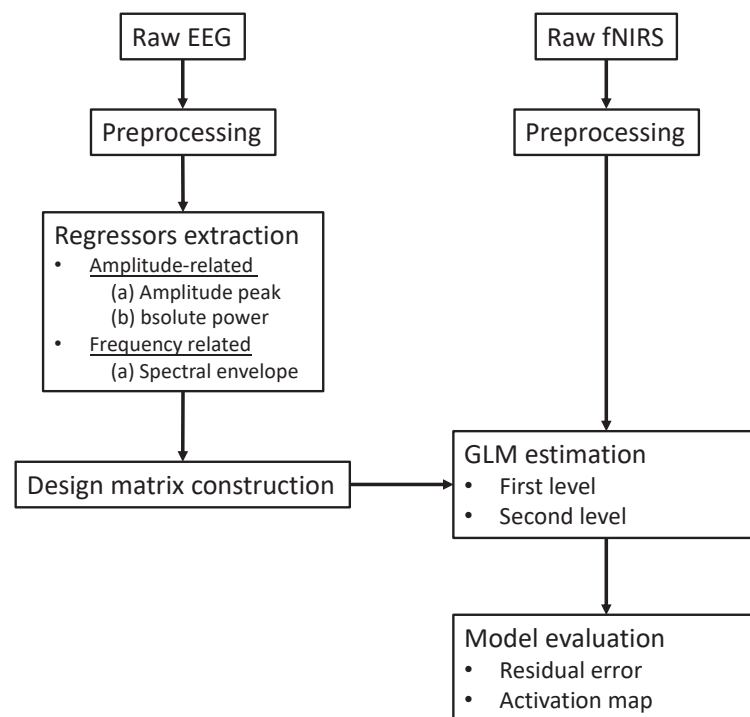 Raw EEG
Raw fNIRS
Preprocessing
Preprocessing
Regressors extraction
• Amplitude-related
(a) Amplitude peak
(b) bsolute power
• Frequency related
(a) Spectral envelope
Design matrix construction
GLM estimation
• First level
• Second level
Model evaluation
• Residual error
• Activation map